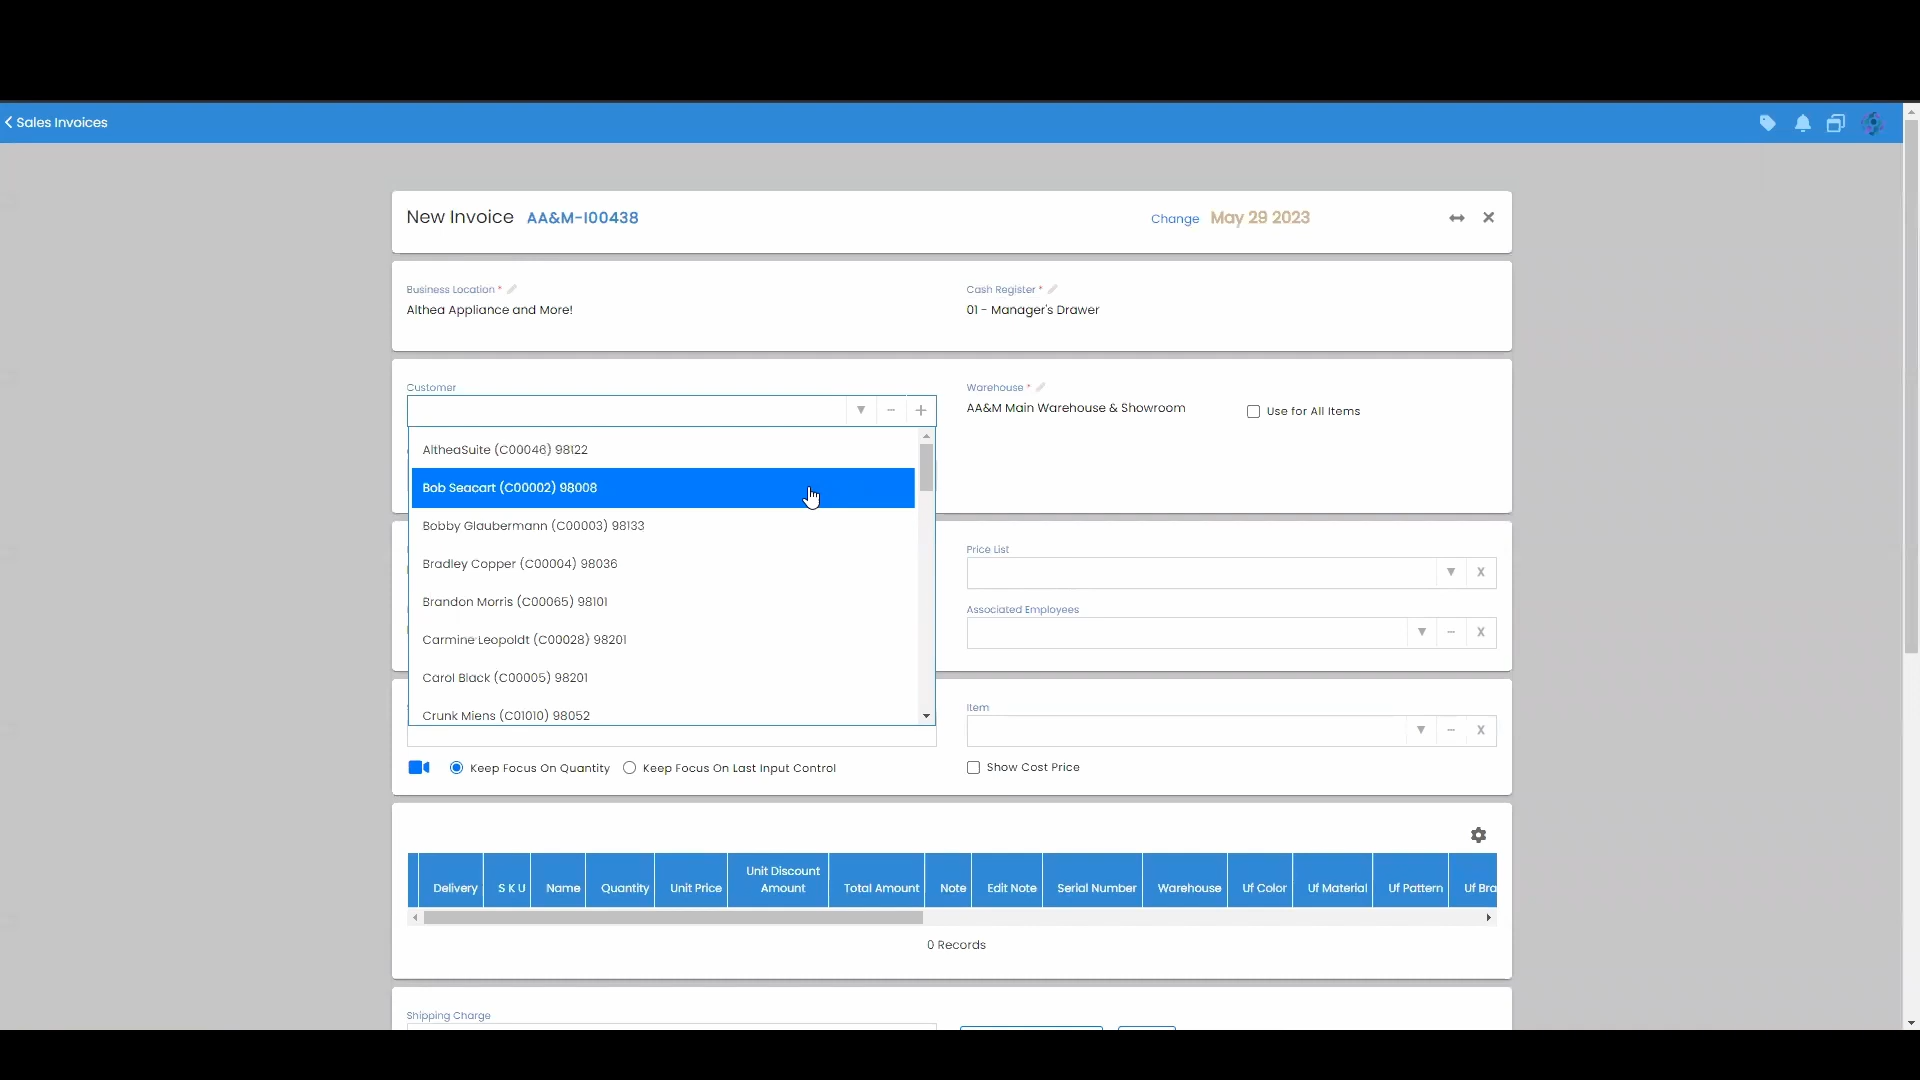 Sales Invoices
New Invoice AA&M-I00438
Change May 29 2023
Business Location *
Althea Appliance and More!
Cash Register *
01 - Manager's Drawer
Customer
AltheaSuite (C00046) 98122
Bob Seacart (C00002) 98008
Bobby Glaubermann (C00003) 98133
Bradley Copper (C00004) 98036
Brandon Morris (C00065) 98101
Carmine Leopoldt (C00028) 98201
Carol Black (C00005) 98201
Crunk Miens (C01010) 98052
Warehouse *
AA&M Main Warehouse & Showroom
Use for All Items
Price List
X
Associated Employees
X
Item
X
Keep Focus On Quantity
Keep Focus On Last Input Control
Show Cost Price
Delivery
S K U
Name
Quantity
Unit Price
Unit Discount
Amount
Total Amount
Note
Edit Note
Serial Number
Warehouse
Uf Color
Uf Material
Uf Pattern
Uf Bra
0 Records
Shipping Charge